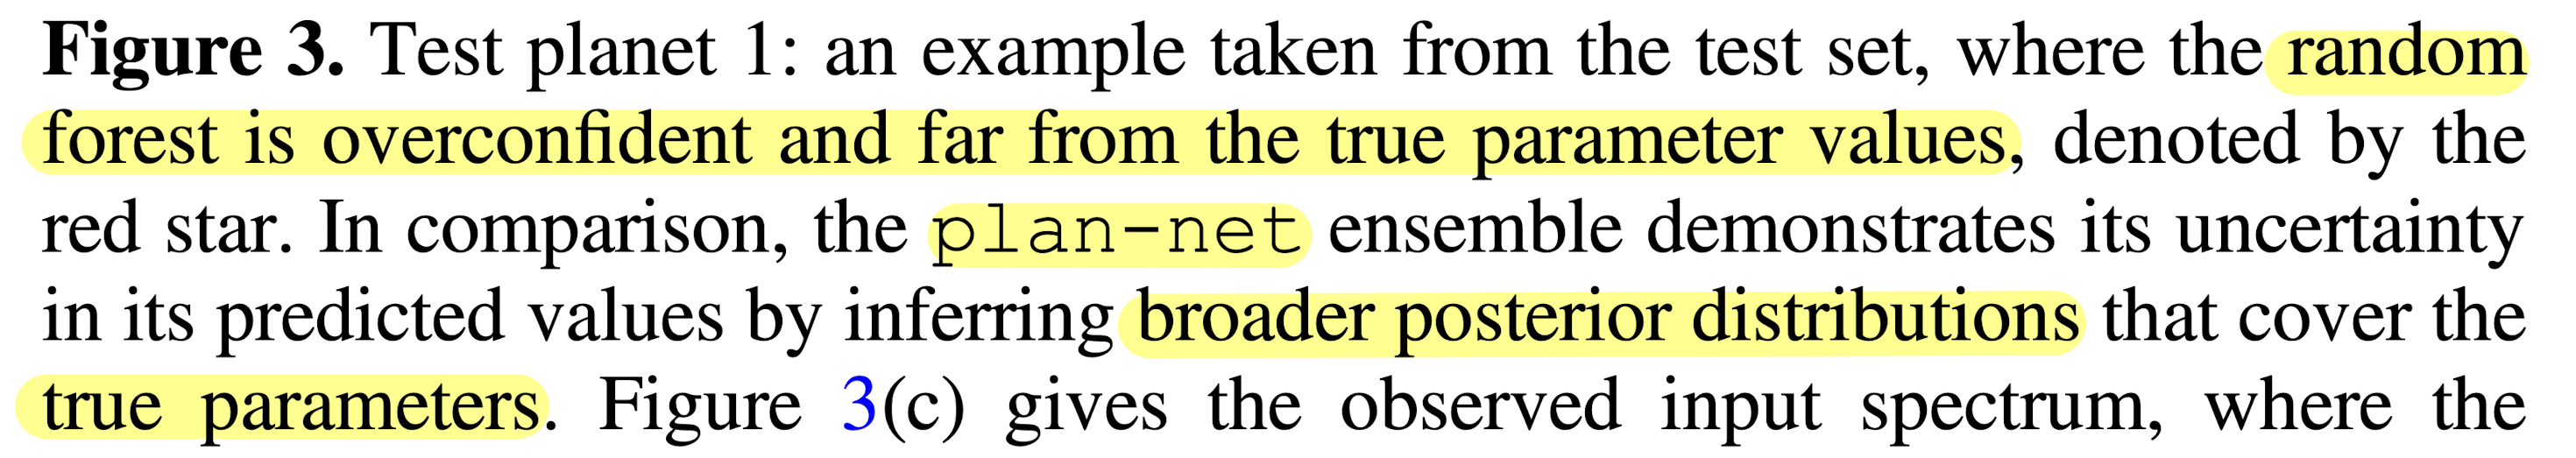 Figure 3. Test planet 1: an example taken from the test set, where the random
forest is overconfident and far from the true parameter values, denoted by the
red star. In comparison, the plan-net ensemble demonstrates its uncertainty
in its predicted values by inferring broader posterior distributions that cover the
true parameters. Figure 3(c) gives the observed input spectrum, where the